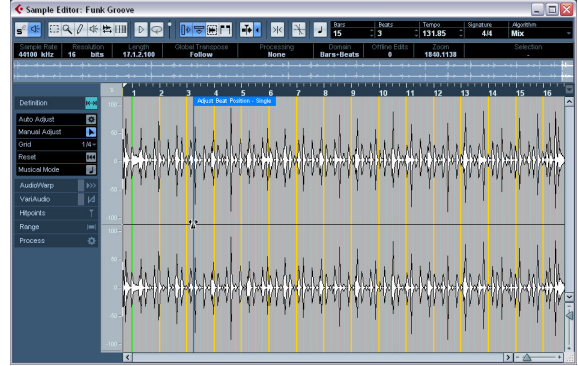 Sample Editor: Funk Groove
Bars Beats Tempo Signature Algorithm
15 3 131.85 4/4 Mix
Sample Rate Resolution Length Global Transpose Processing Domain Offline Edits Zoom Selection
44100 kHz 16 bits 17.1.2.100 Follow None Bars+Beats 0 1840.1138 -
1 2 3 4 5 6 7 8 9 10 11 12 13 14 15 16
Definition
Adjust Beat Position - Single
Auto Adjust
Manual Adjust
Grid 1/4
Reset
Musical Mode
AudioWarp
VariAudio
Hitpoints
Range
Process